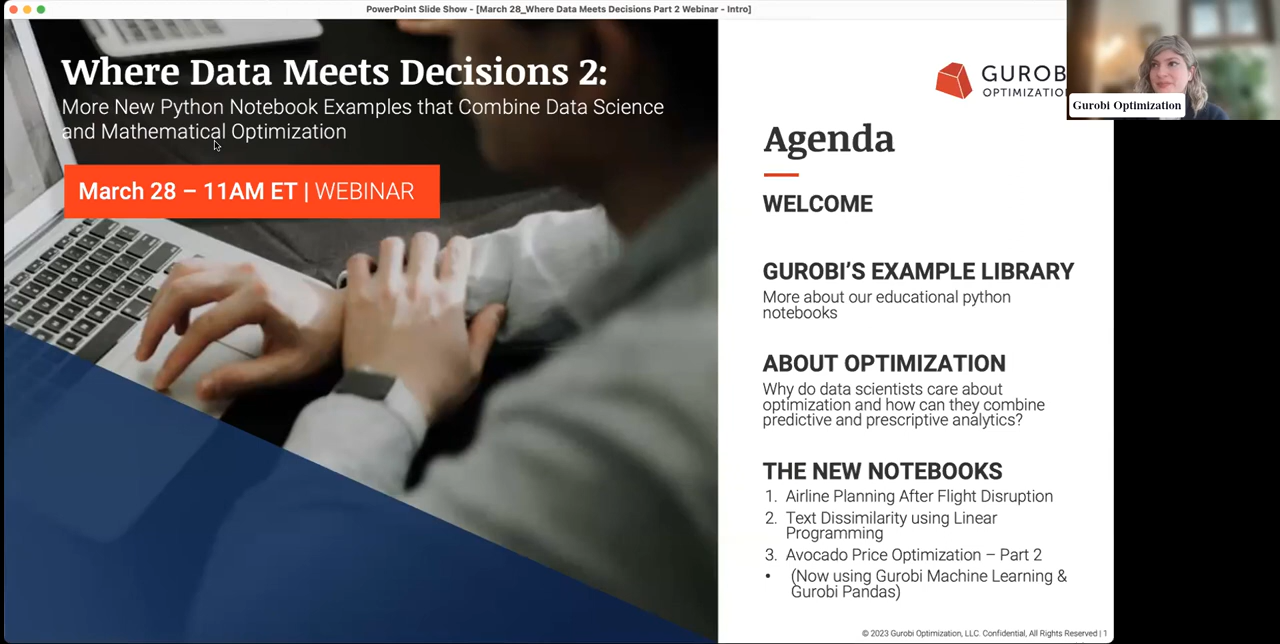 PowerPoint Slide Show - [March 28_Where Data Meets Decisions Part 2 Webinar - Intro]
Where Data Meets Decisions 2:
More New Python Notebook Examples that Combine Data Science
and Mathematical Optimization
March 28 – 11AM ET | WEBINAR
GUROB
OPTIMIZATIO
Gurobi Optimization
Agenda
WELCOME
GUROBI'S EXAMPLE LIBRARY
More about our educational python
notebooks
ABOUT OPTIMIZATION
Why do data scientists care about
optimization and how can they combine
predictive and prescriptive analytics?
THE NEW NOTEBOOKS
1. Airline Planning After Flight Disruption
2. Text Dissimilarity using Linear
Programming
3. Avocado Price Optimization – Part 2
• (Now using Gurobi Machine Learning &
Gurobi Pandas)
© 2023 Gurobi Optimization, LLC. Confidential, All Rights Reserved | 1